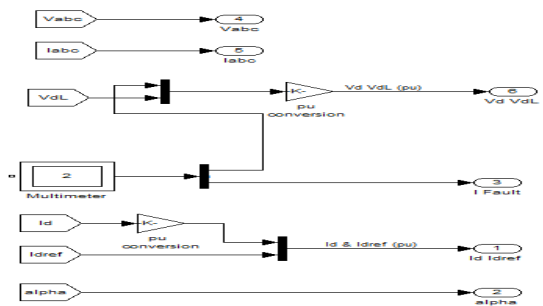 Vabc
4
Vabc
Iabc
5
Iabc
VdL
K-
pu
conversion
Vd VdL (pu)
6
Vd VdL
2
Multimeter
3
I Fault
Id
K-
pu
conversion
Idref
Id & Idref (pu)
1
Id Idref
alpha
2
alpha